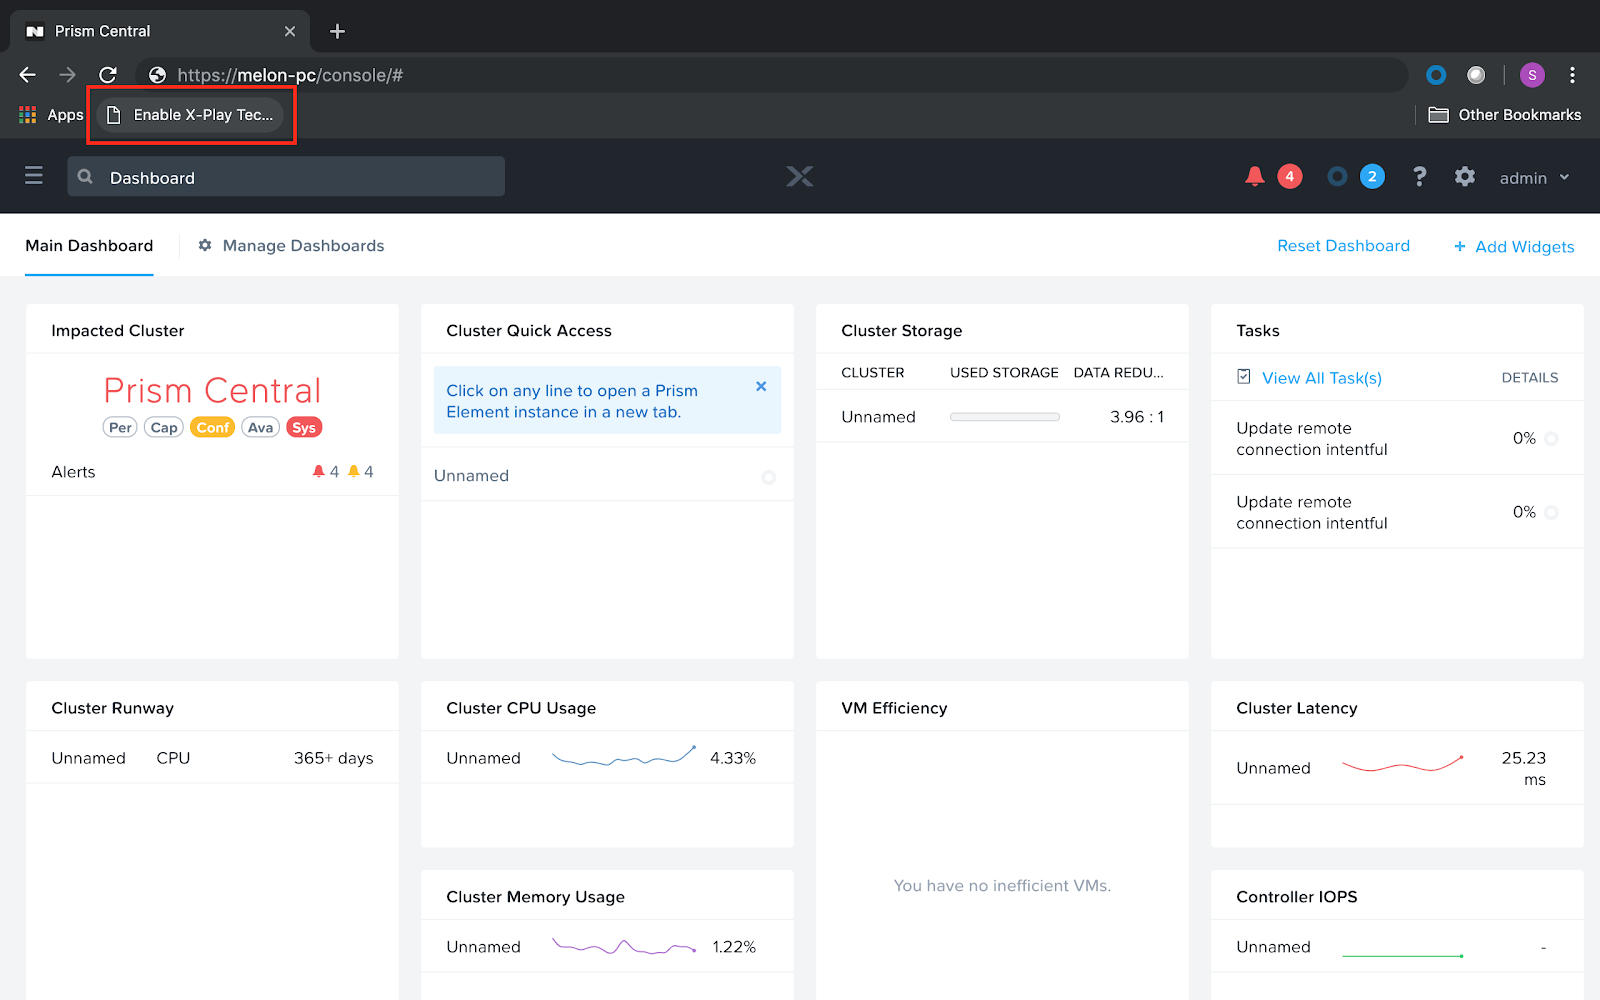 Prism Central
https://melon-pc/console/#
S
Apps
Enable X-Play Tec...
Other Bookmarks
Dashboard
4
2
?
admin
Main Dashboard
Manage Dashboards
Reset Dashboard
+ Add Widgets
Impacted Cluster
Prism Central
Per Cap Conf Ava Sys
Alerts 4 4
Cluster Quick Access
Click on any line to open a Prism
Element instance in a new tab.
Unnamed
Cluster Storage
CLUSTER USED STORAGE DATA REDU...
Unnamed 3.96 : 1
Tasks
View All Task(s) DETAILS
Update remote
connection intentful 0%
Update remote
connection intentful 0%
Cluster Runway
Unnamed CPU 365+ days
Cluster CPU Usage
Unnamed 4.33%
Cluster Memory Usage
Unnamed 1.22%
VM Efficiency
You have no inefficient VMs.
Cluster Latency
Unnamed 25.23
ms
Controller IOPS
Unnamed -